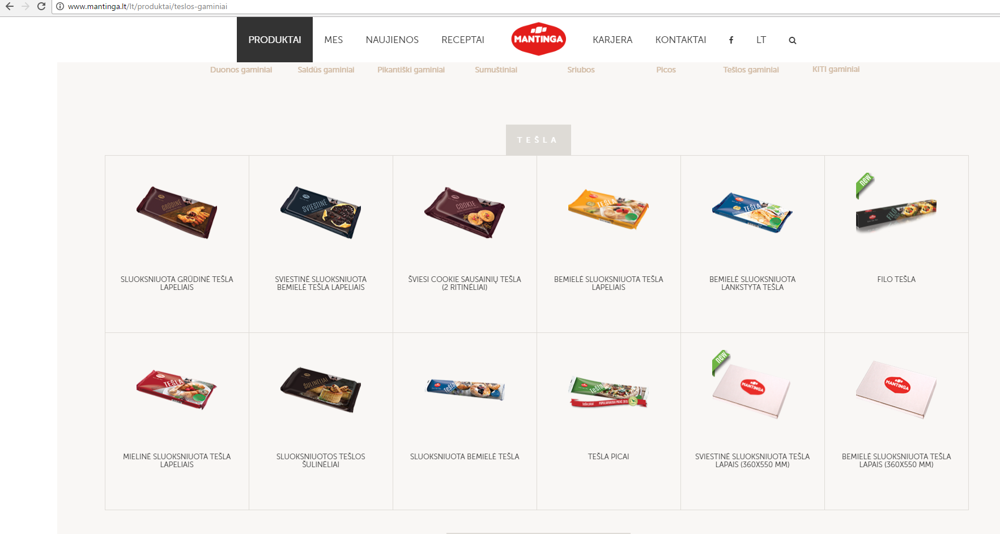 www.mantinga.lt/lt/produktai/teslos-gaminiai
PRODUKTAI MES NAUJIENOS RECEPTAI MANTINGA KARJERA KONTAKTAI LT
Duonos gaminiai Saldūs gaminiai Pikantiški gaminiai Sumuštiniai Sriubos Picos Tešlos gaminiai KITI gaminiai
TEŠLA
GRŪDINĖ SVIESTINĖ COOKIE TEŠLA TEŠLA new FILO
SLUOKSNIUOTA GRŪDINĖ TEŠLA
LAPELIAIS
SVIESTINĖ SLUOKSNIUOTA
BEMIELĖ TEŠLA LAPELIAIS
ŠVIESI COOKIE SAUSAINIŲ TEŠLA
(2 RITINĖLIAI)
BEMIELĖ SLUOKSNIUOTA TEŠLA
LAPELIAIS
BEMIELĖ SLUOKSNIUOTA
LANKSTYTA TEŠLA
FILO TEŠLA
TEŠLA ŠULINĖLIAI Tešla Tešla new MANTINGA MANTINGA
MIELINĖ SLUOKSNIUOTA TEŠLA
LAPELIAIS
SLUOKSNIUOTOS TEŠLOS
ŠULINĖLIAI
SLUOKSNIUOTA BEMIELĖ TEŠLA
TEŠLA PICAI
SVIESTINĖ SLUOKSNIUOTA TEŠLA
LAPAIS (360X550 MM)
BEMIELĖ SLUOKSNIUOTA TEŠLA
LAPAIS (360X550 MM)